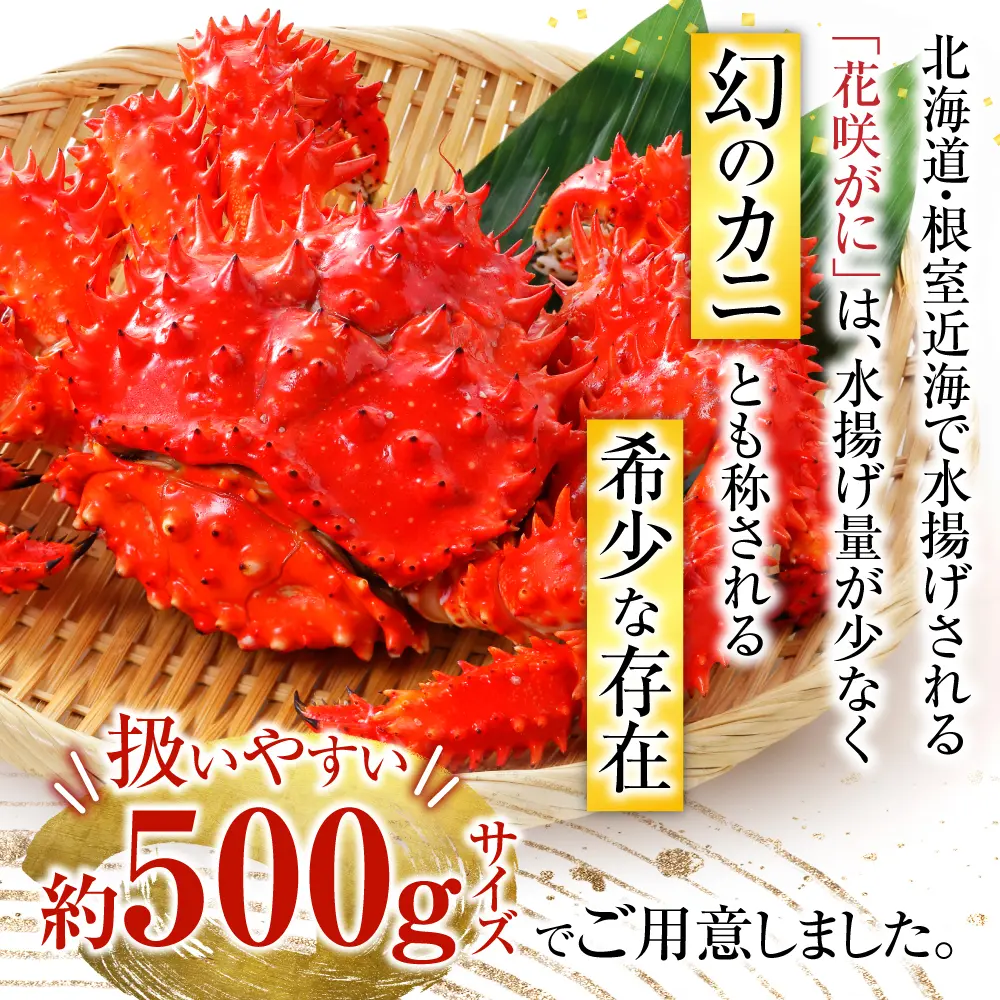 北海道・根室近海で水揚げされる
「花咲がに」は、水揚げ量が少なく
幻のカニ
とも称される
希少な存在
扱いやすい
約500gサイズ
でご用意しました。